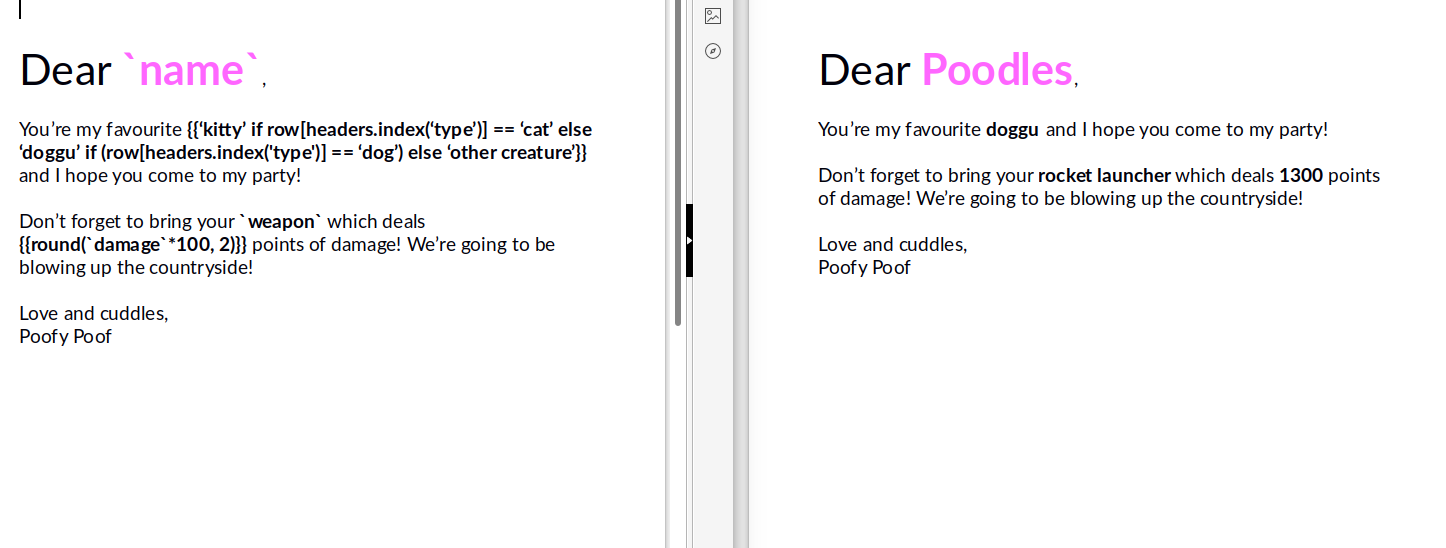 Dear `name`,
You’re my favourite {{‘kitty’ if row[headers.index(‘type’)] == ‘cat’ else
‘doggu’ if (row[headers.index('type')] == ‘dog’) else ‘other creature’}}
and I hope you come to my party!
Don’t forget to bring your `weapon` which deals
{{round(`damage`*100, 2)}} points of damage! We’re going to be
blowing up the countryside!
Love and cuddles,
Poofy Poof
Dear Poodles,
You’re my favourite doggu and I hope you come to my party!
Don’t forget to bring your rocket launcher which deals 1300 points
of damage! We’re going to be blowing up the countryside!
Love and cuddles,
Poofy Poof